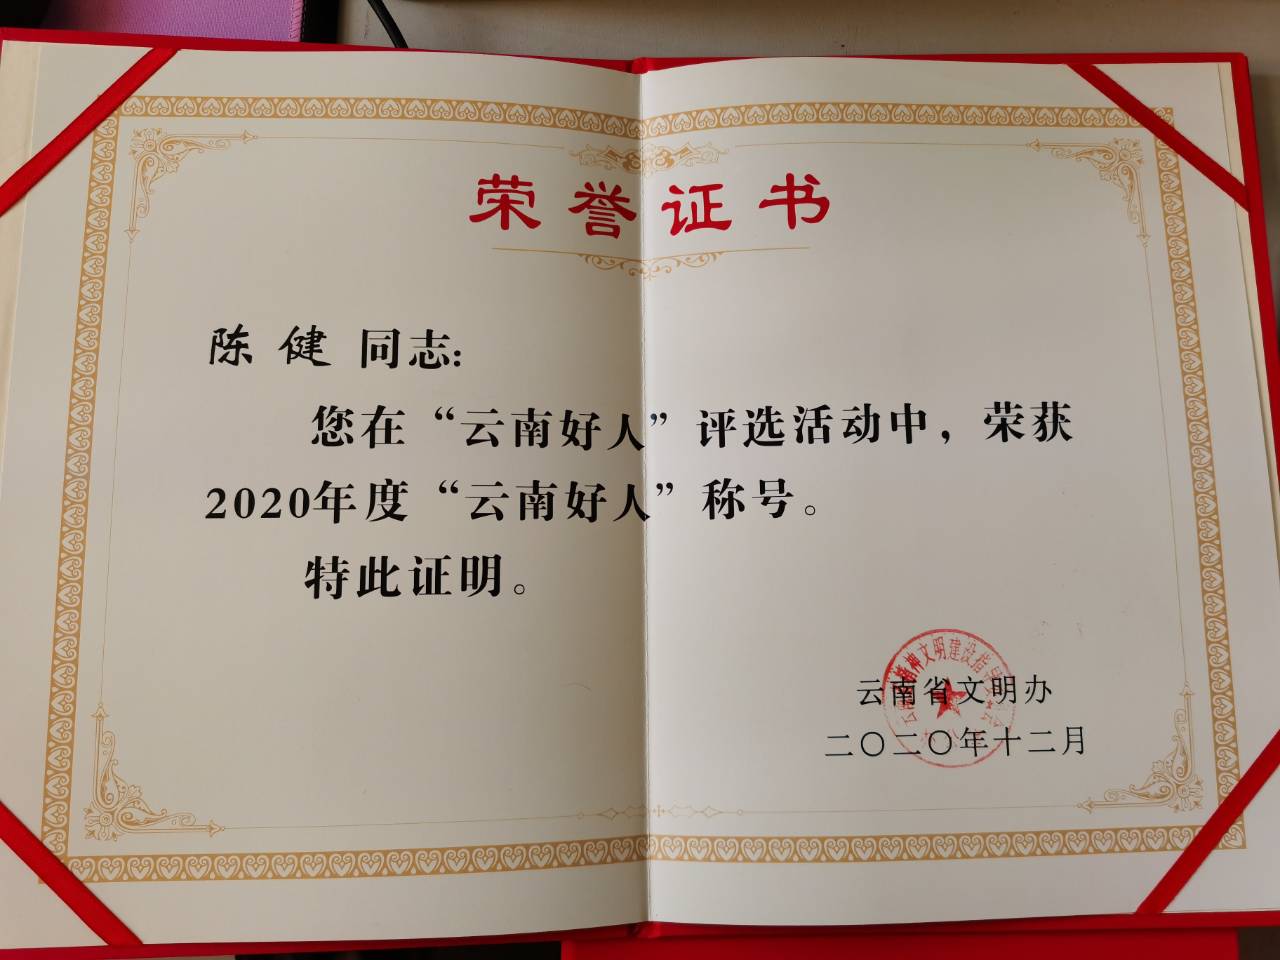 荣誉证书
陈健同志：
您在“云南好人”评选活动中，荣获
2020年度“云南好人”称号。
特此证明。
云南省文明办
二〇二〇年十二月